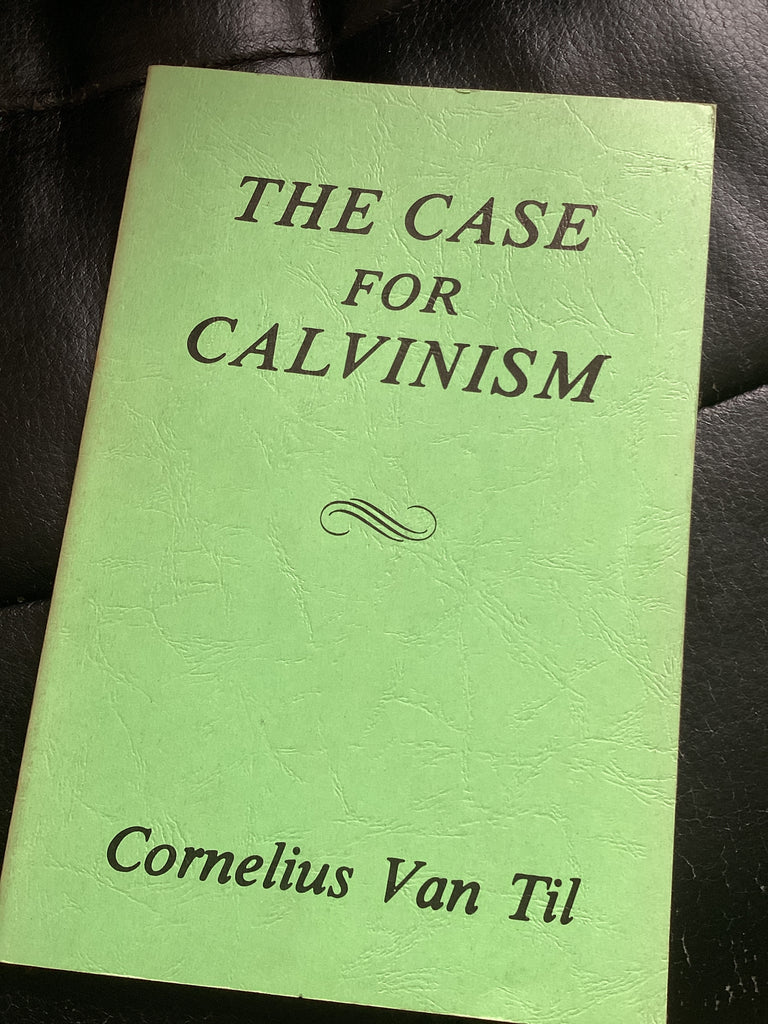 THE CASE
FOR
CALVINISM
Cornelius Van Til